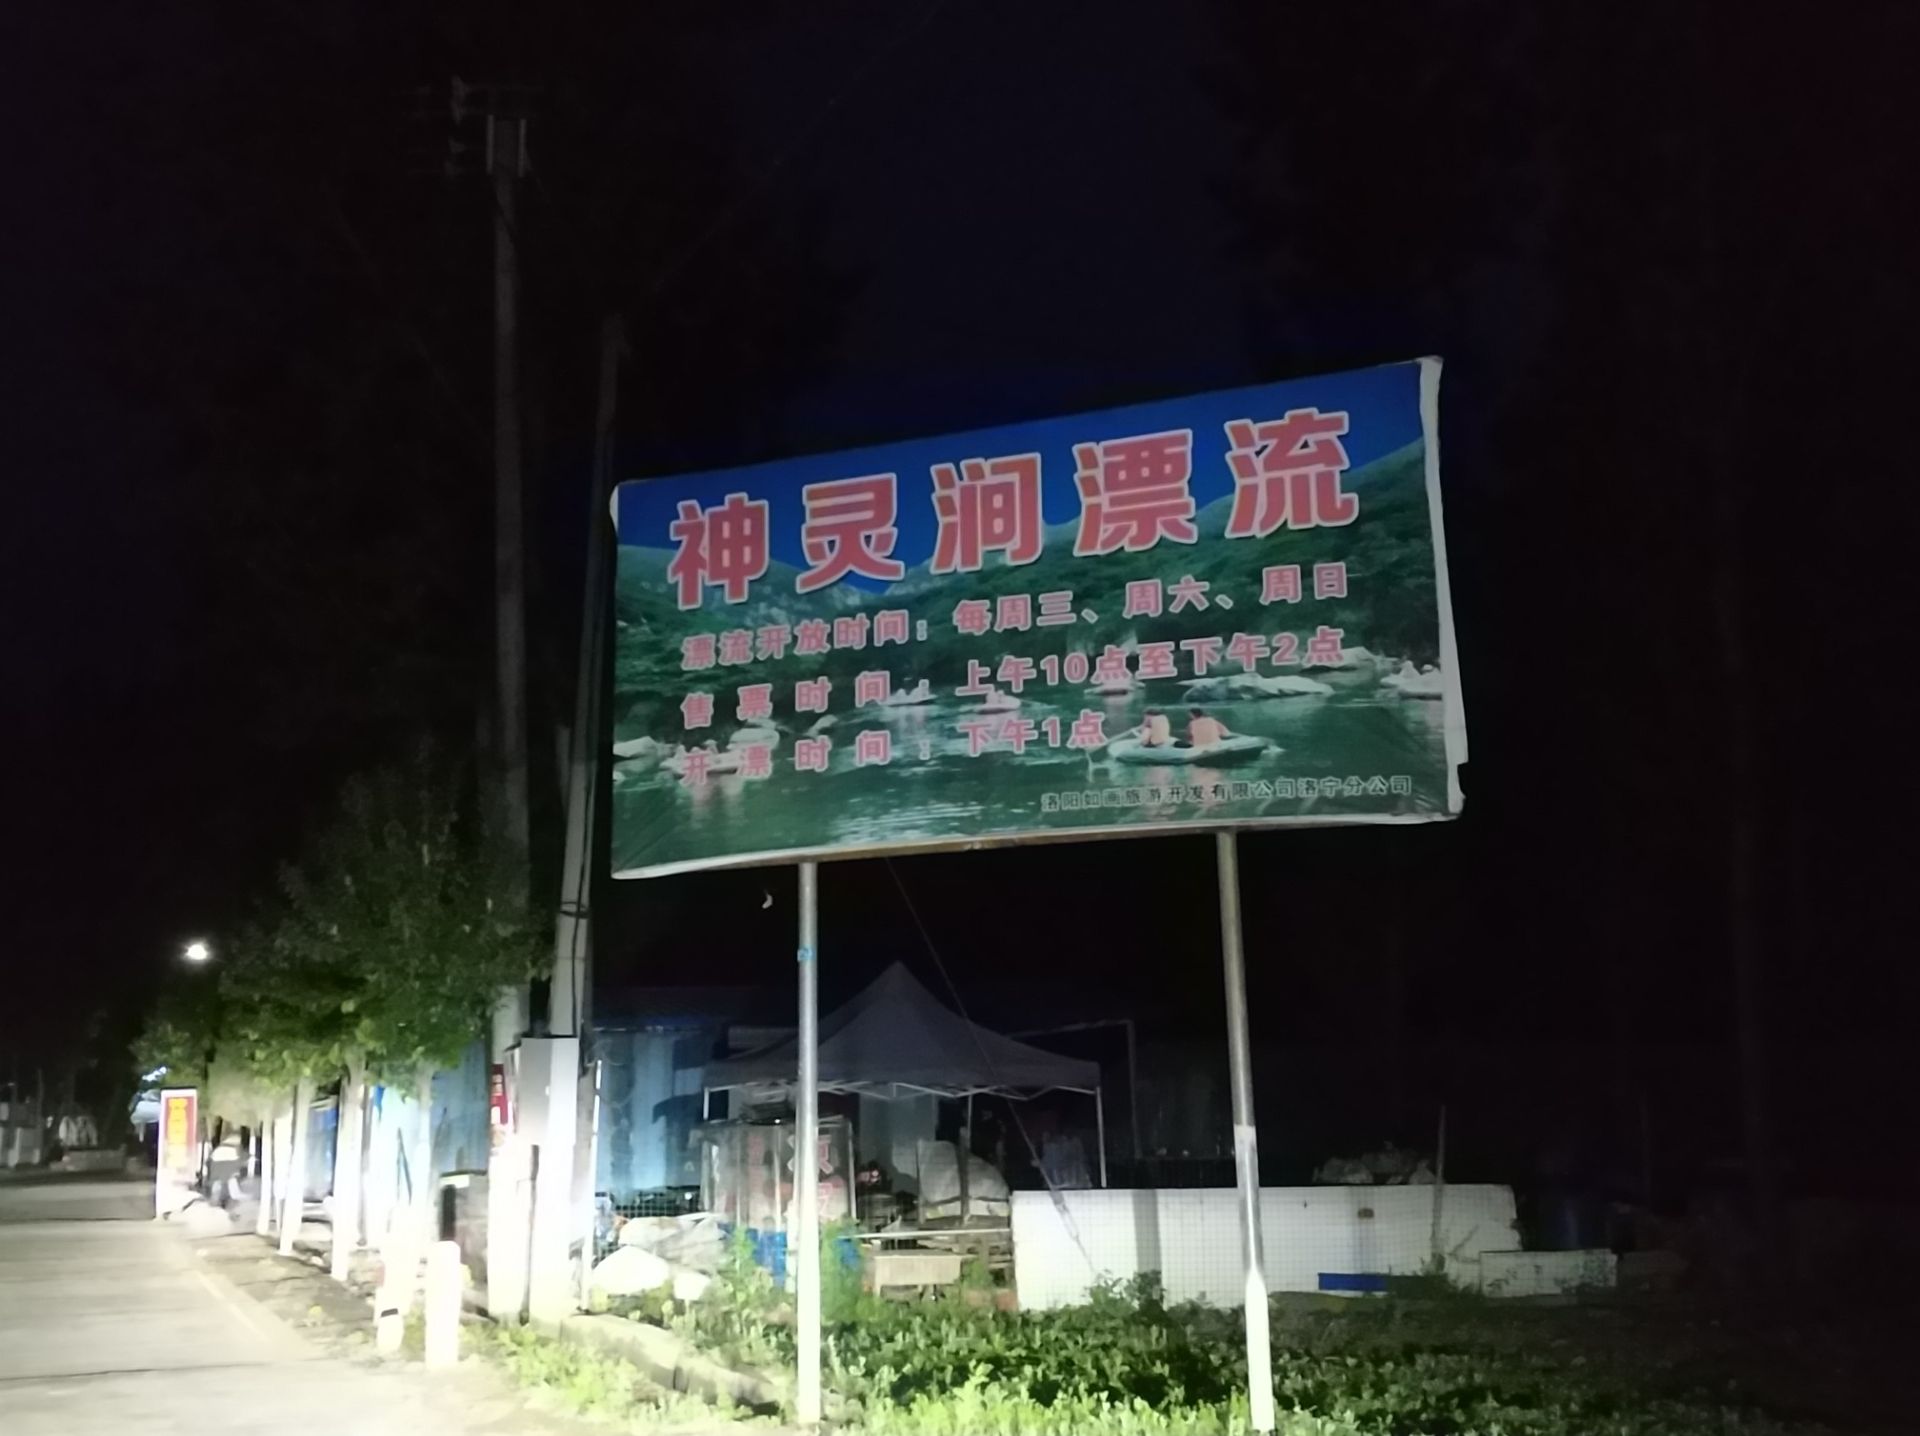 神灵涧漂流
漂流开放时间：每周三、周六、周日
售票时间：上午10点至下午2点
开漂时间：下午1点
洛阳如画旅游开发有限公司洛宁分公司